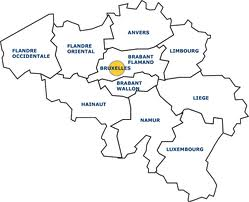 ANVERS
FLANDRE
ORIENTAL
FLANDRE
OCCIDENTALE
LIMBOURG
BRABANT
FLAMAND
BRUXELLES
BRABANT
WALLON
HAINAUT
LIEGE
NAMUR
LUXEMBOURG